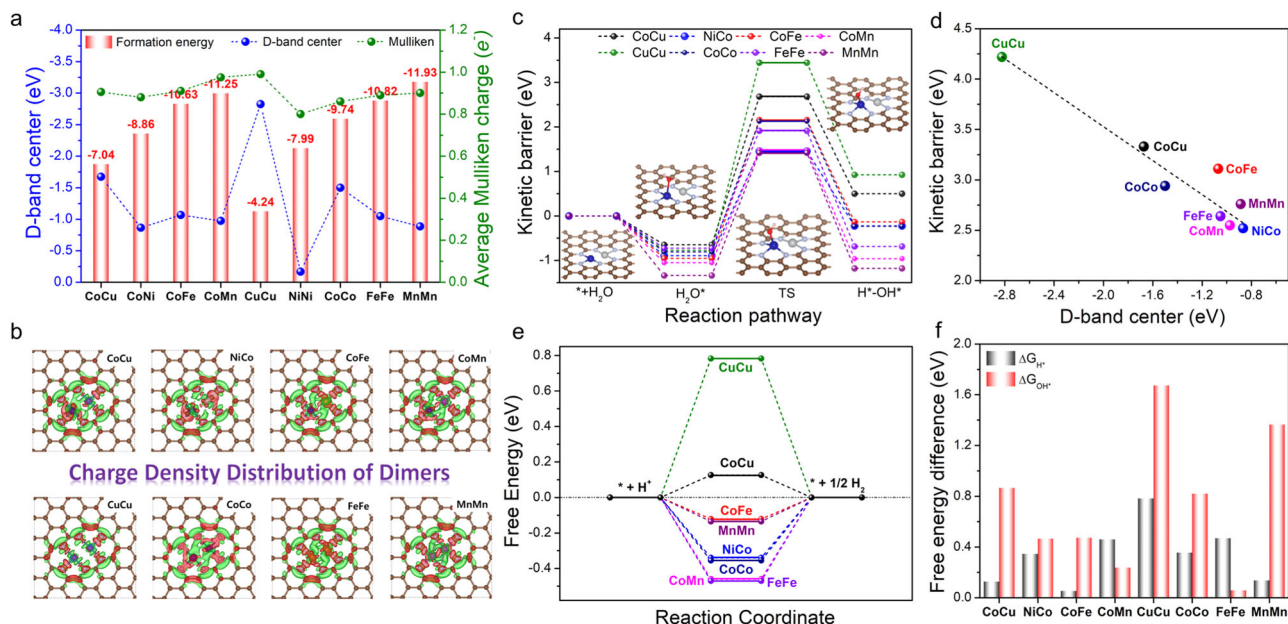 a
Formation energy
D-band center
Mulliken
D-band center (eV)
-4.0
-3.5
-3.0
-2.5
-2.0
-1.5
-1.0
-0.5
0.0
-7.04
-8.86
-10.63
-11.25
-4.24
-7.99
-9.74
-10.82
-11.93
1.2
1.0
0.8
0.6
0.4
0.2
0.0
Average Mulliken charge (e⁻)
CoCu CoNi CoFe CoMn CuCu NiNi CoCo FeFe MnMn
b
CoCu NiCo CoFe CoMn
Charge Density Distribution of Dimers
CuCu CoCo FeFe MnMn
c
CoCu NiCo CoFe CoMn
CuCu CoCo FeFe MnMn
Kinetic barrier (eV)
4
3
2
1
0
-1
*+H₂O H₂O* TS H*-OH*
Reaction pathway
d
Kinetic barrier (eV)
4.5
4.0
3.5
3.0
2.5
2.0
CuCu
CoCu
CoFe
CoCo
MnMn
FeFe
CoMn
NiCo
-2.8 -2.4 -2.0 -1.6 -1.2 -0.8
D-band center (eV)
e
Free Energy (eV)
0.8
0.6
0.4
0.2
0.0
-0.2
-0.4
CuCu
CoCu
* + H⁺
* + 1/2 H₂
CoFe
MnMn
NiCo
CoCo
CoMn
FeFe
Reaction Coordinate
f
ΔG_H*
ΔG_OH*
Free energy difference (eV)
2.0
1.6
1.2
0.8
0.4
0.0
CoCu NiCo CoFe CoMn CuCu CoCo FeFe MnMn